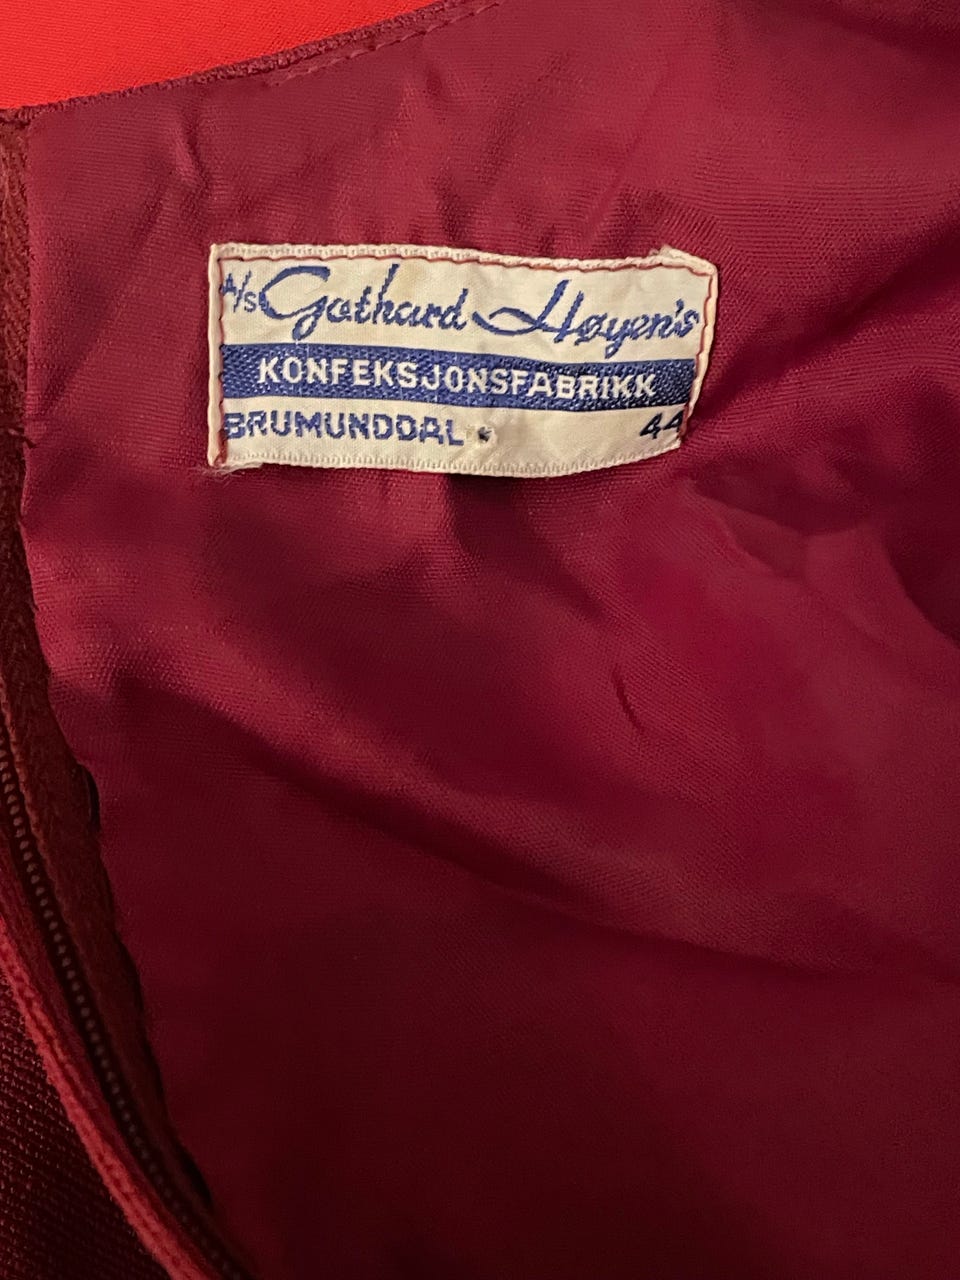 A/S Gothard Høyen's
KONFEKSJONSFABRIKK
BRUMUNDDAL 44